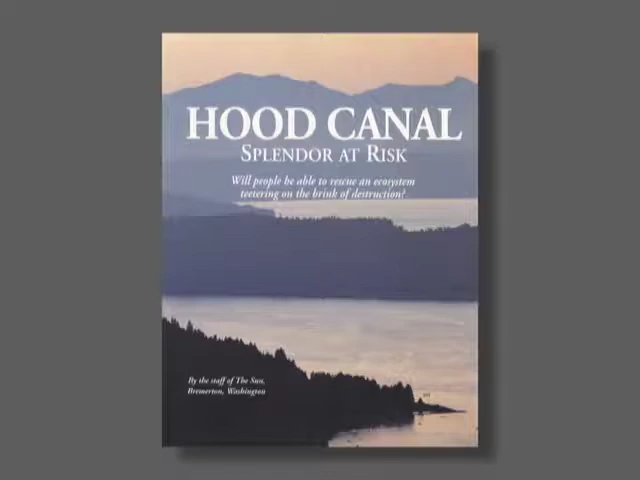 HOOD CANAL
SPLENDOR AT RISK
Will people be able to rescue an ecosystem
teetering on the brink of destruction?
By the staff of The Sun,
Bremerton, Washington